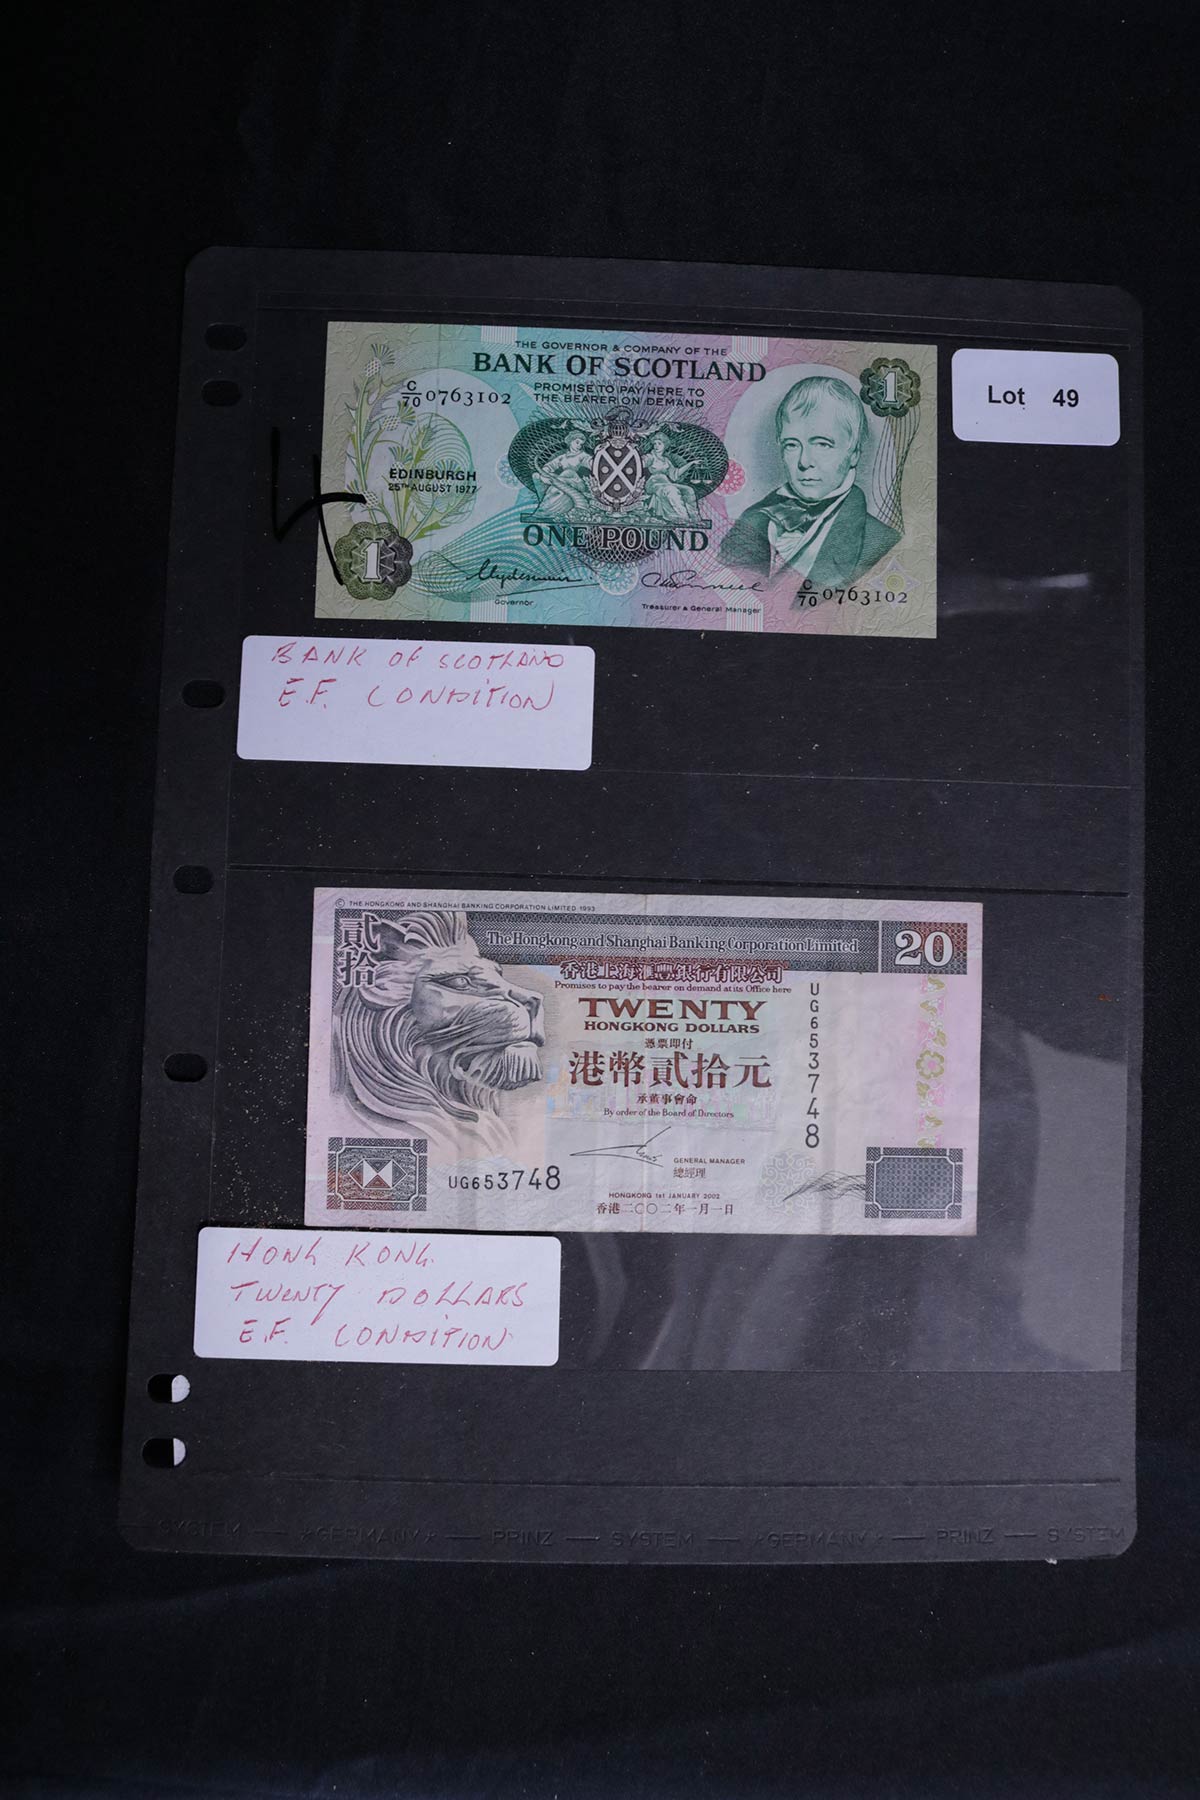 THE GOVERNOR & COMPANY OF THE
BANK OF SCOTLAND
PROMISE TO PAY HERE TO
THE BEARER ON DEMAND
C/70 0763102
1
Lot 49
4
EDINBURGH
25TH AUGUST 1977
ONE POUND
1
Governor
Treasurer & General Manager
C/70 0763102
BANK OF SCOTLAND
E.F. CONDITION
© THE HONGKONG AND SHANGHAI BANKING CORPORATION LIMITED 1993
貳拾
The Hongkong and Shanghai Banking Corporation Limited
20
香港上海滙豐銀行有限公司
Promises to pay the bearer on demand at its Office here
TWENTY
HONGKONG DOLLARS
憑票即付
港幣貳拾元
承董事會命
By order of the Board of Directors
UG653748
GENERAL MANAGER
總經理
UG653748
HONGKONG 1st JANUARY 2002
香港二〇〇二年一月一日
HONG KONG.
TWENTY DOLLARS
E.F. CONDITION
SYSTEM — *GERMANY* — PRINZ — SYSTEM — *GERMANY* — PRINZ — SYSTEM